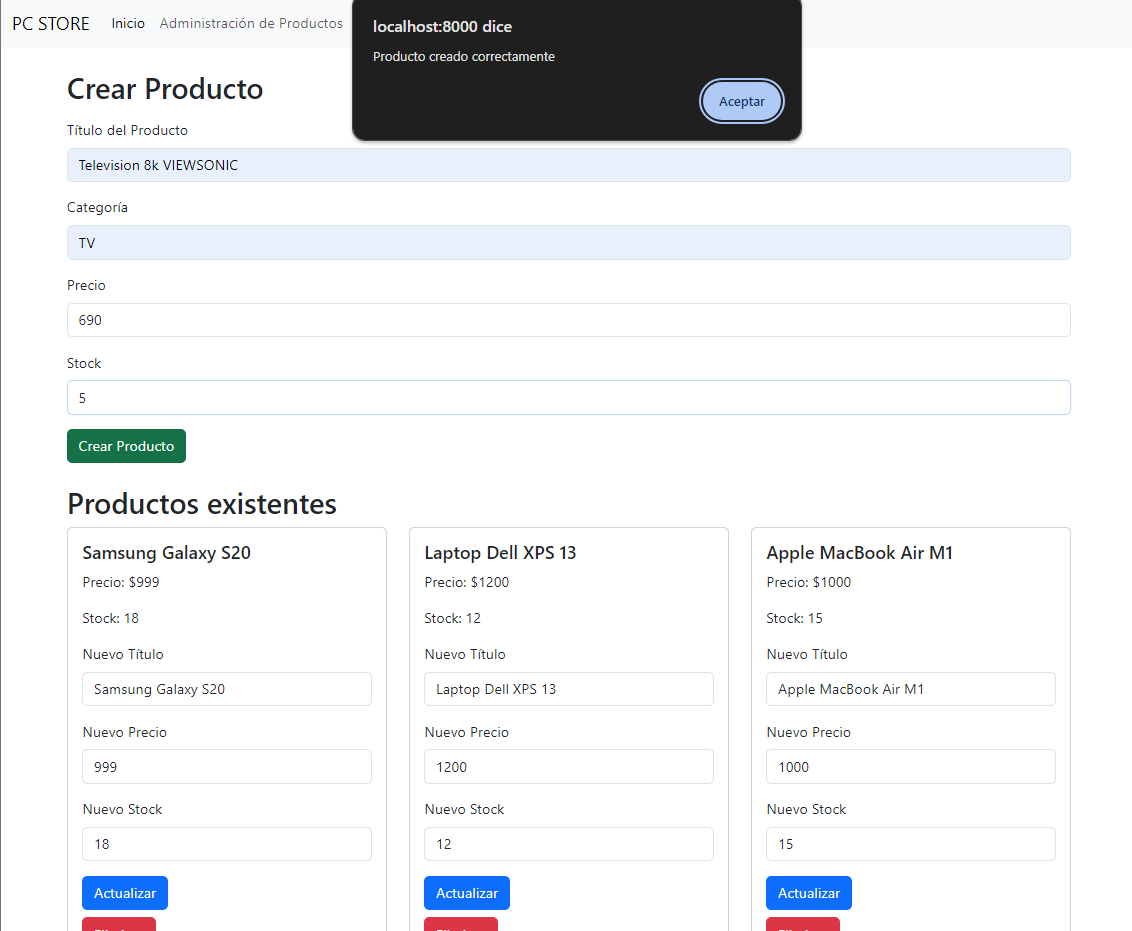 PC STORE Inicio Administración de Productos
localhost:8000 dice
Producto creado correctamente
Aceptar
Crear Producto
Título del Producto
Television 8k VIEWSONIC
Categoría
TV
Precio
690
Stock
5
Crear Producto
Productos existentes
Samsung Galaxy S20
Precio: $999
Stock: 18
Nuevo Título
Samsung Galaxy S20
Nuevo Precio
999
Nuevo Stock
18
Actualizar
Laptop Dell XPS 13
Precio: $1200
Stock: 12
Nuevo Título
Laptop Dell XPS 13
Nuevo Precio
1200
Nuevo Stock
12
Actualizar
Apple MacBook Air M1
Precio: $1000
Stock: 15
Nuevo Título
Apple MacBook Air M1
Nuevo Precio
1000
Nuevo Stock
15
Actualizar